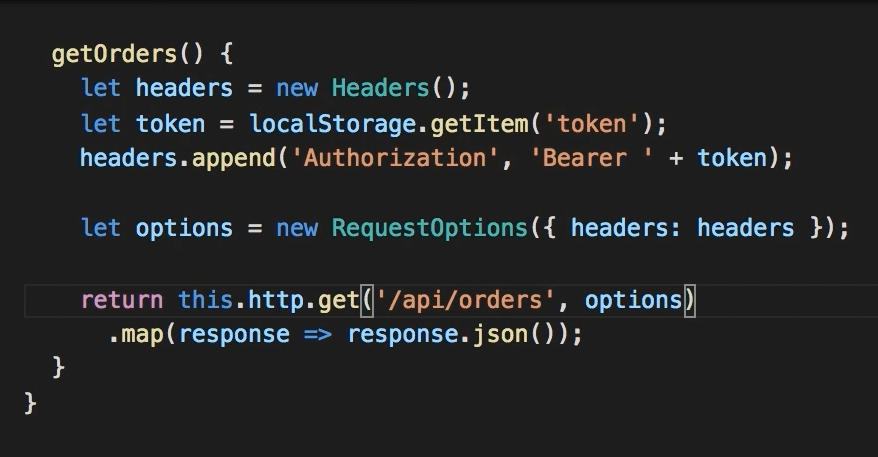 getOrders() {
let headers = new Headers();
let token = localStorage.getItem('token');
headers.append('Authorization', 'Bearer ' + token);
let options = new RequestOptions({ headers: headers });
return this.http.get('/api/orders', options)
.map(response => response.json());
}
}